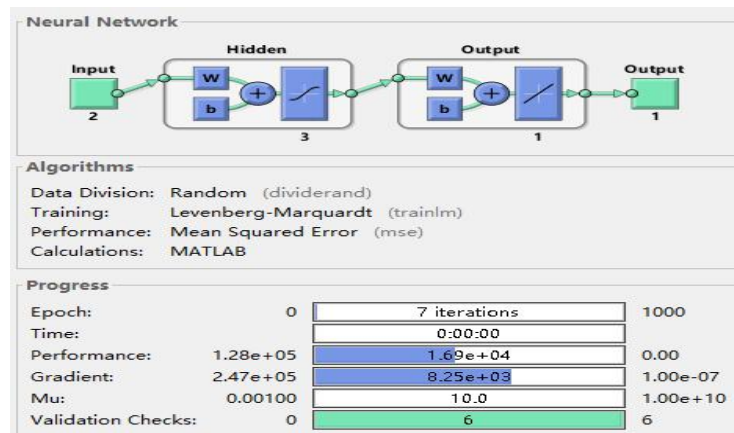 Neural Network
Hidden
Output
Input
Output
W
W
b
b
+
+
2
3
1
1
Algorithms
Data Division: Random (dividerand)
Training: Levenberg-Marquardt (trainlm)
Performance: Mean Squared Error (mse)
Calculations: MATLAB
Progress
Epoch: 0 7 iterations 1000
Time: 0:00:00
Performance: 1.28e+05 1.69e+04 0.00
Gradient: 2.47e+05 8.25e+03 1.00e-07
Mu: 0.00100 10.0 1.00e+10
Validation Checks: 0 6 6